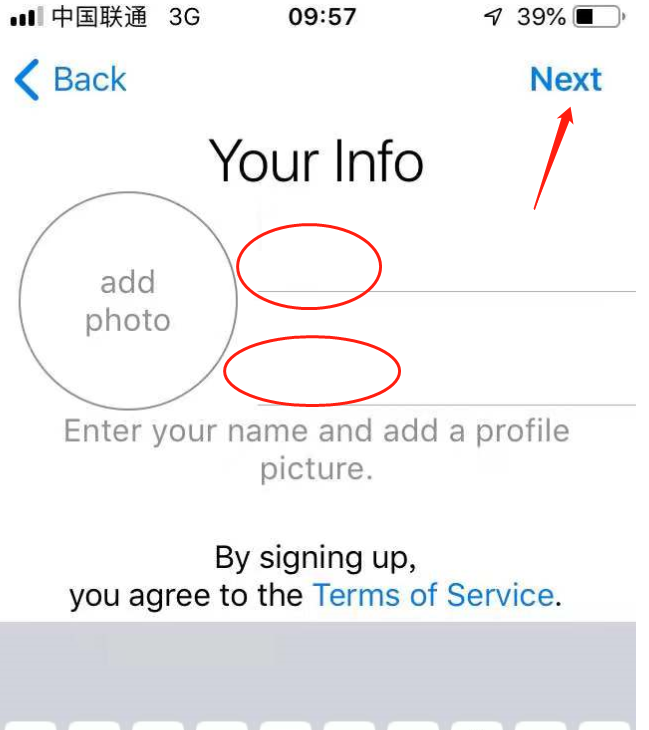 中国联通 3G 09:57 39%
Back Next
Your Info
add
photo
Enter your name and add a profile
picture.
By signing up,
you agree to the Terms of Service.